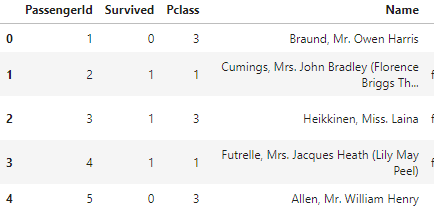 PassengerId Survived Pclass Name
0 1 0 3 Braund, Mr. Owen Harris
1 2 1 1 Cumings, Mrs. John Bradley (Florence
Briggs Th...
2 3 1 3 Heikkinen, Miss. Laina
3 4 1 1 Futrelle, Mrs. Jacques Heath (Lily May
Peel)
4 5 0 3 Allen, Mr. William Henry